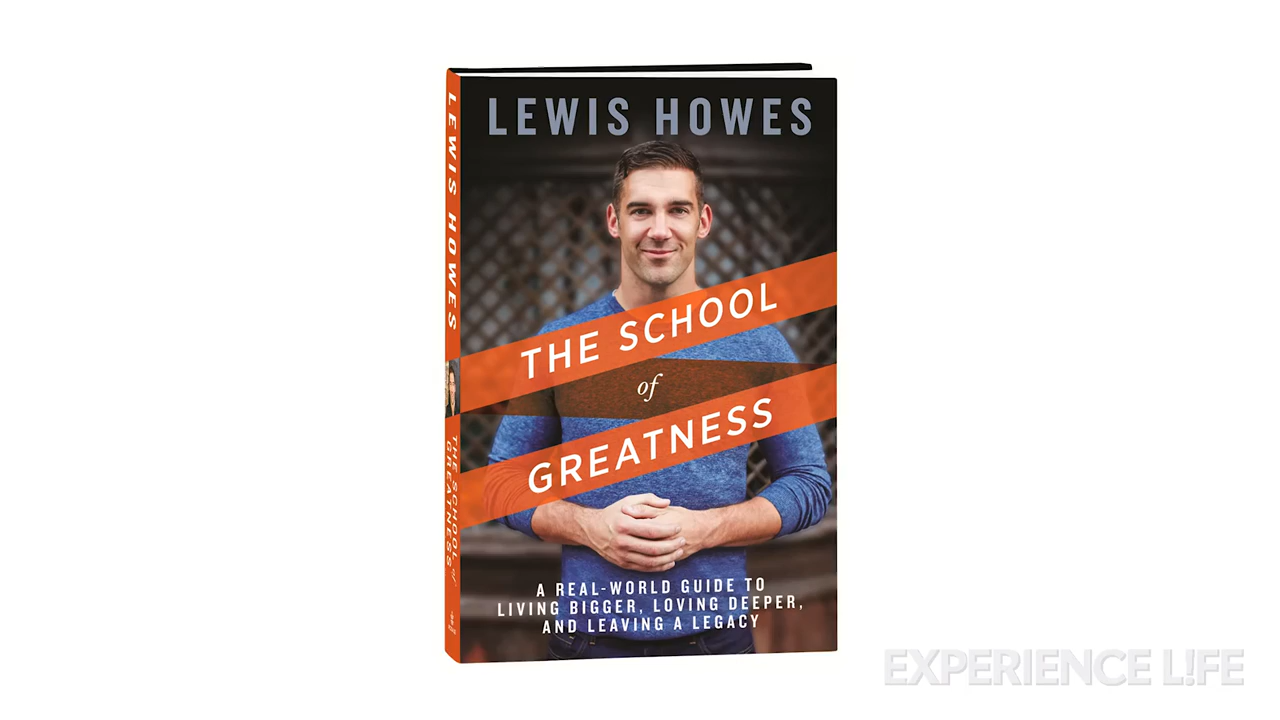 LEWIS HOWES
THE SCHOOL
of
GREATNESS
A REAL-WORLD GUIDE TO
LIVING BIGGER, LOVING DEEPER,
AND LEAVING A LEGACY
LEWIS HOWES
THE SCHOOL of
GREATNESS
EXPERIENCE L!FE